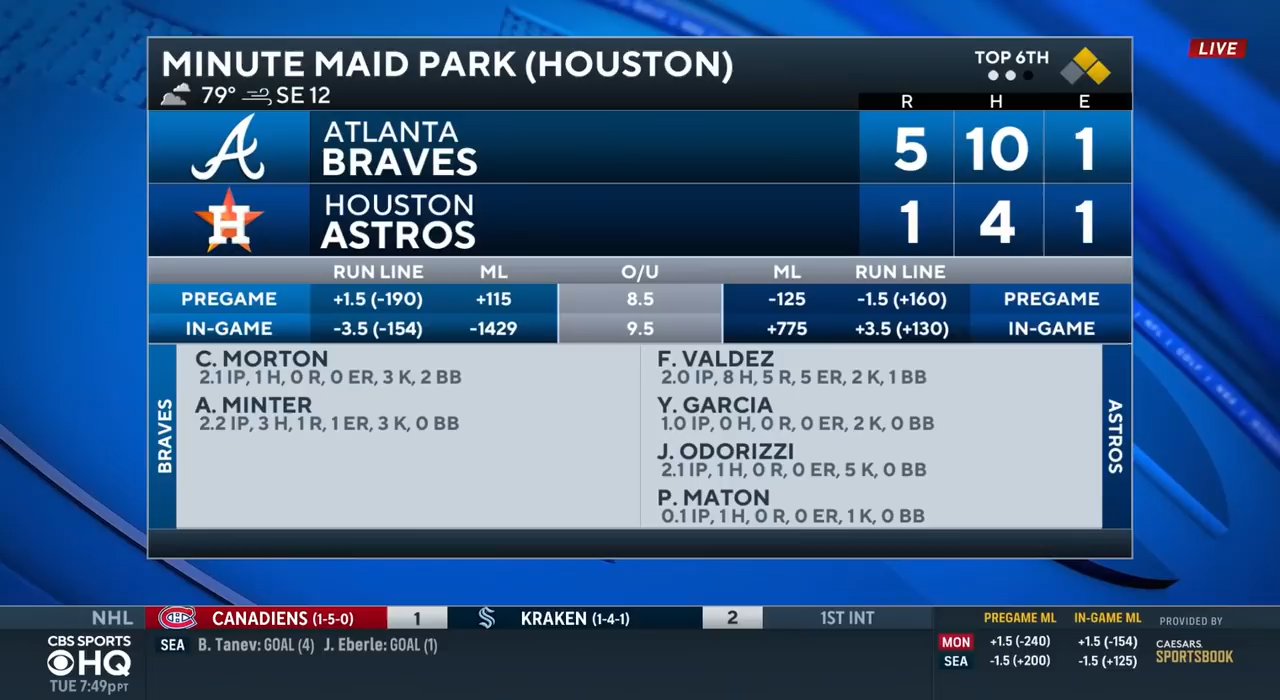 MINUTE MAID PARK (HOUSTON)
TOP 6TH
LIVE
79° SE 12
R H E
ATLANTA
BRAVES
5 10 1
HOUSTON
ASTROS
1 4 1
RUN LINE ML O/U ML RUN LINE
PREGAME +1.5 (-190) +115 8.5 -125 -1.5 (+160) PREGAME
IN-GAME -3.5 (-154) -1429 9.5 +775 +3.5 (+130) IN-GAME
BRAVES
C. MORTON
2.1 IP, 1 H, 0 R, 0 ER, 3 K, 2 BB
A. MINTER
2.2 IP, 3 H, 1 R, 1 ER, 3 K, 0 BB
F. VALDEZ
2.0 IP, 8 H, 5 R, 5 ER, 2 K, 1 BB
Y. GARCIA
1.0 IP, 0 H, 0 R, 0 ER, 2 K, 0 BB
J. ODORIZZI
2.1 IP, 1 H, 0 R, 0 ER, 5 K, 0 BB
P. MATON
0.1 IP, 1 H, 0 R, 0 ER, 1 K, 0 BB
ASTROS
NHL CANADIENS (1-5-0) 1 KRAKEN (1-4-1) 2 1ST INT
PREGAME ML IN-GAME ML PROVIDED BY
SEA B. Tanev: GOAL (4) J. Eberle: GOAL (1)
MON +1.5 (-240) +1.5 (-154)
SEA -1.5 (+200) -1.5 (+125)
CAESARS
SPORTSBOOK
CBS SPORTS
HQ
TUE 7:49PPT